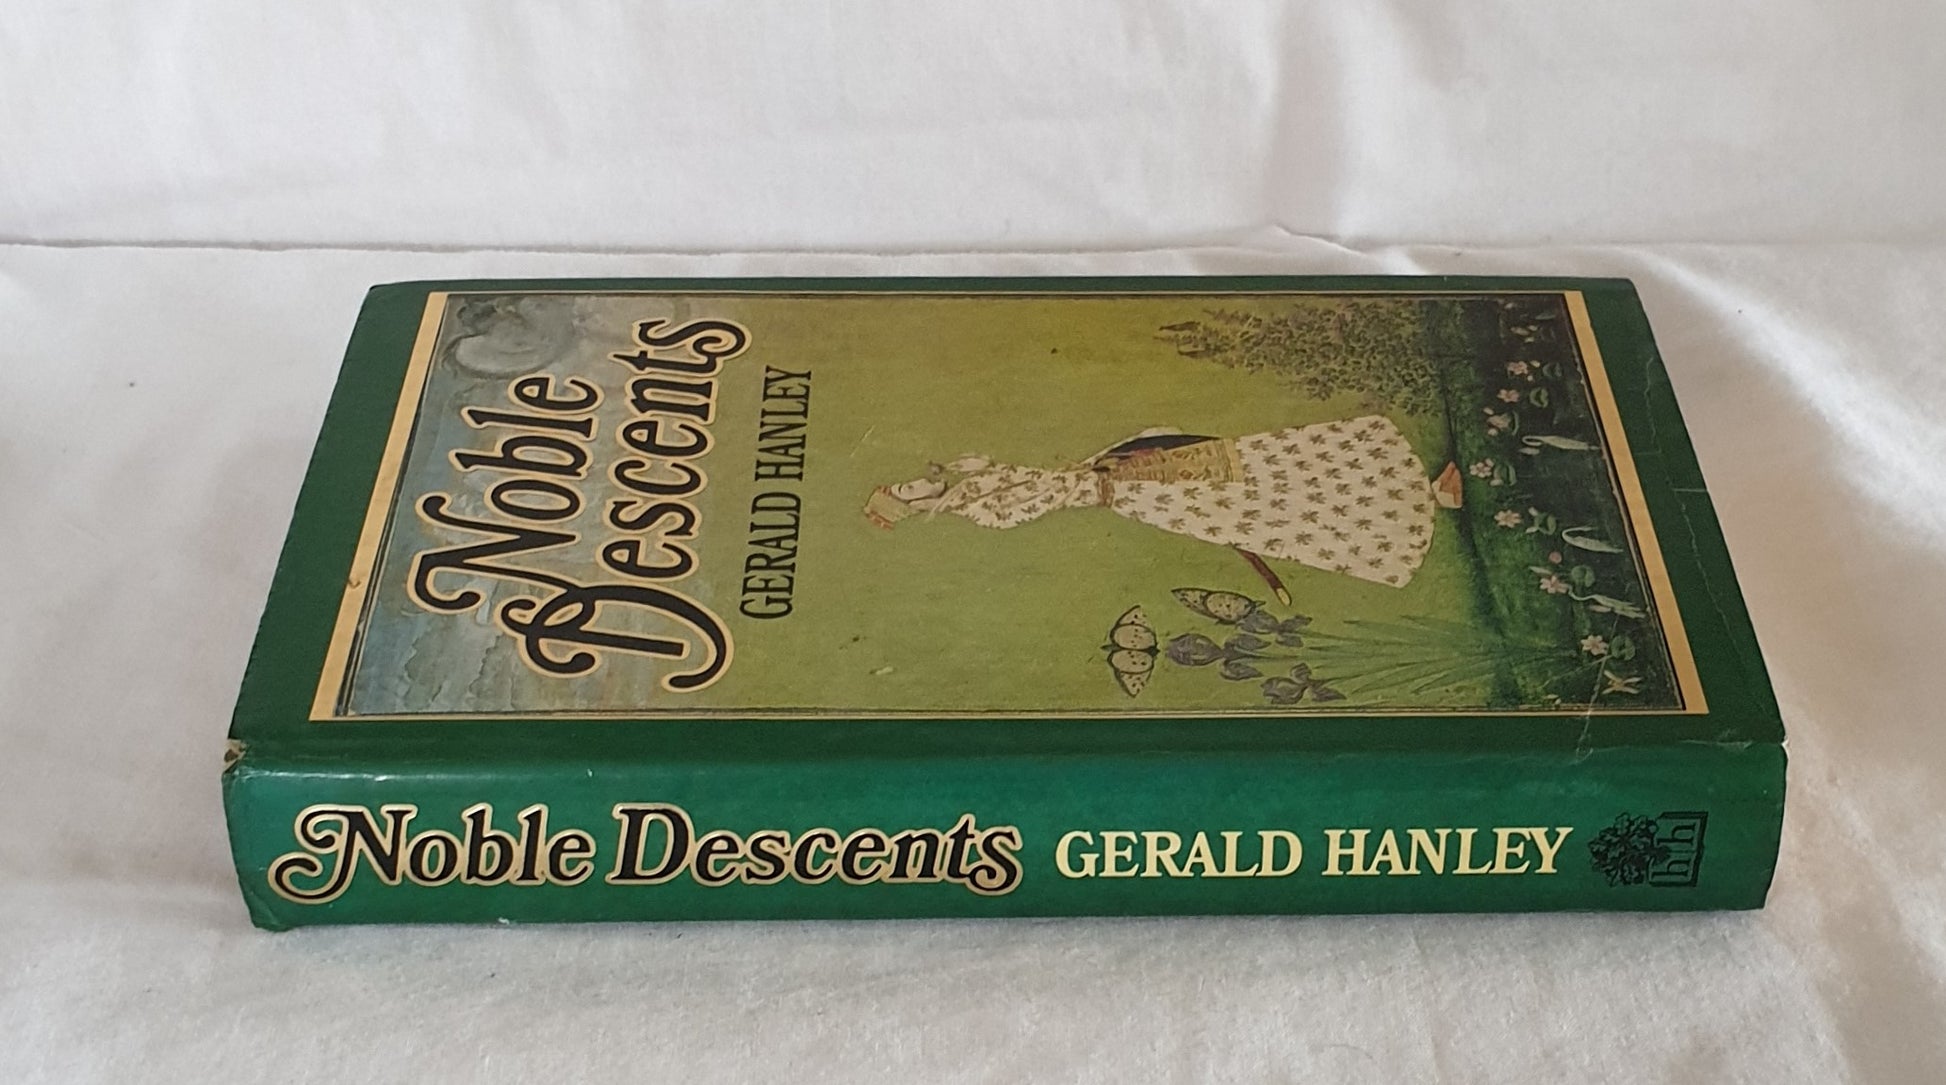 Noble
Descents
GERALD HANLEY
Noble Descents GERALD HANLEY hh